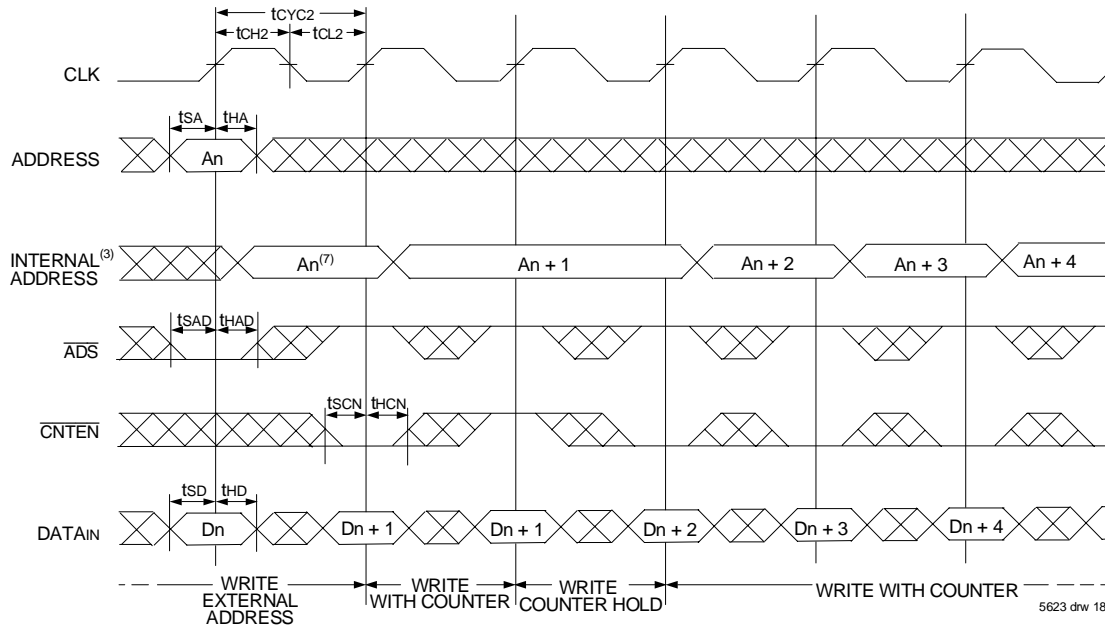 tCYC2
tCH2 tCL2
CLK
tSA tHA
ADDRESS An
INTERNAL(3)
ADDRESS
An(7) An + 1 An + 2 An + 3 An + 4
tSAD tHAD
ADS
tSCN tHCN
CNTEN
tSD tHD
DATAIN Dn Dn + 1 Dn + 1 Dn + 2 Dn + 3 Dn + 4
WRITE
EXTERNAL
ADDRESS
WRITE
WITH COUNTER
WRITE
COUNTER HOLD
WRITE WITH COUNTER
5623 drw 18